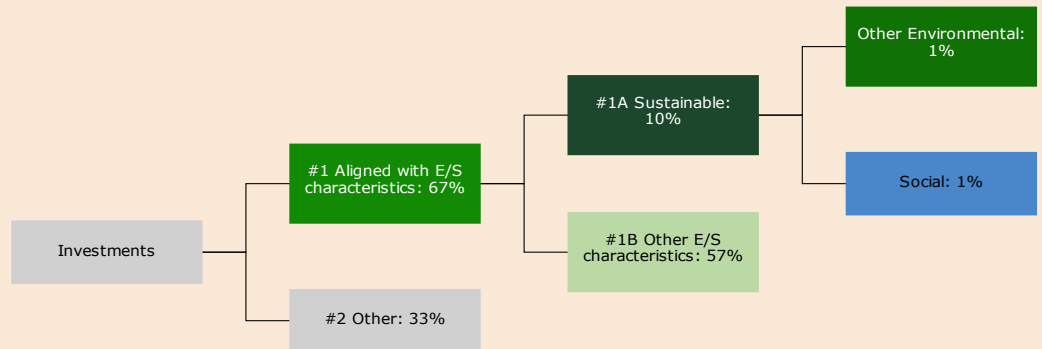 Investments
#1 Aligned with E/S
characteristics: 67%
#2 Other: 33%
#1A Sustainable:
10%
#1B Other E/S
characteristics: 57%
Other Environmental:
1%
Social: 1%